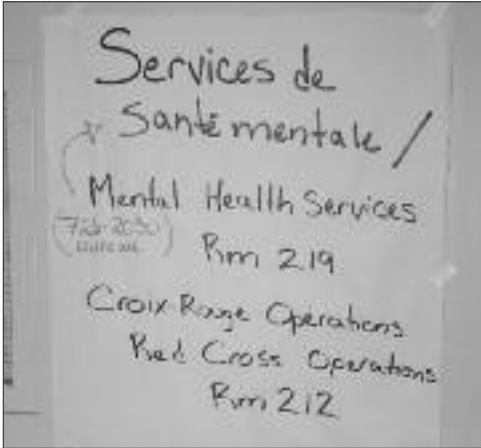 Services de
Santé mentale /
Mental Health Services
Rm 219
Croix Rouge Operations
Red Cross Operations
Rm 212